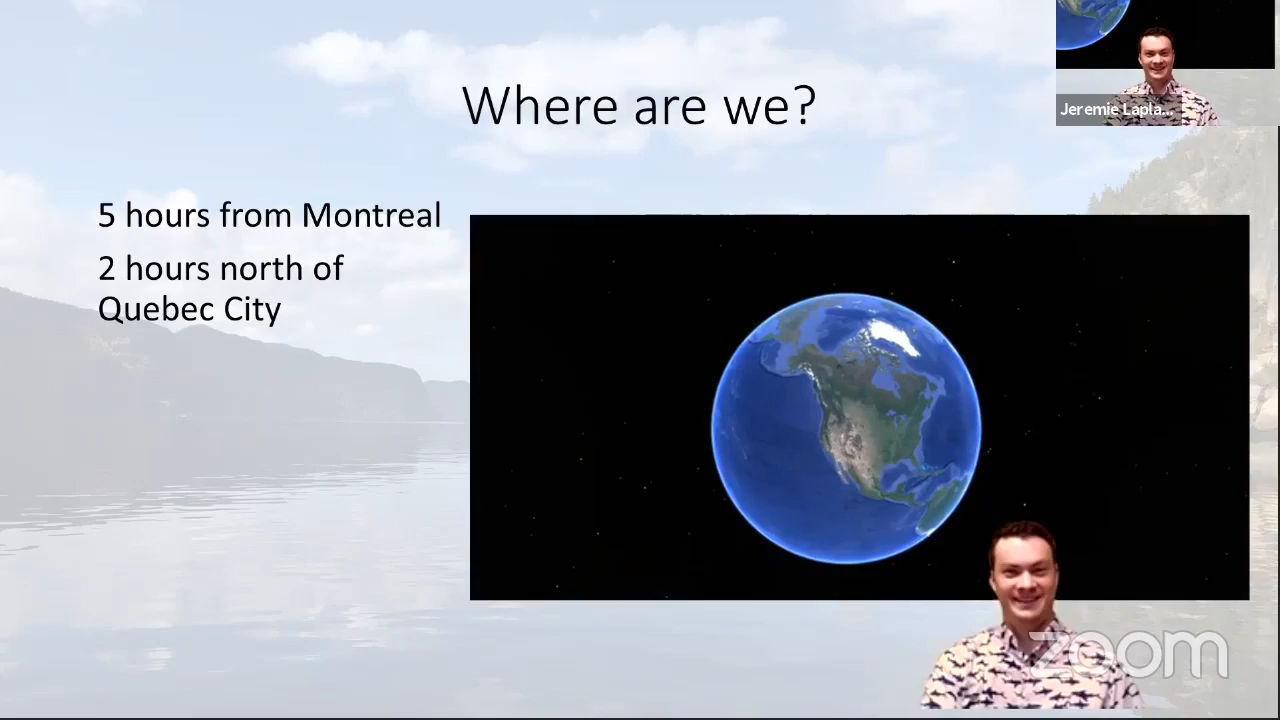 Where are we?
Jeremie Lapla...
5 hours from Montreal
2 hours north of
Quebec City
zoom